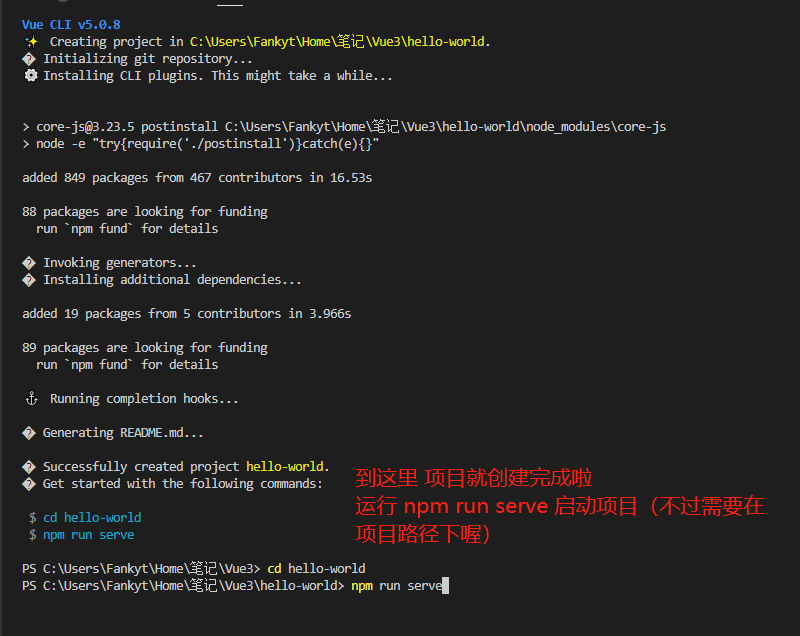 Vue CLI v5.0.8
✨ Creating project in C:\Users\Fankyt\Home\笔记\Vue3\hello-world.
� Initializing git repository...
⚙ Installing CLI plugins. This might take a while...
> core-js@3.23.5 postinstall C:\Users\Fankyt\Home\笔记\Vue3\hello-world\node_modules\core-js
> node -e "try{require('./postinstall')}catch(e){}"
added 849 packages from 467 contributors in 16.53s
88 packages are looking for funding
run `npm fund` for details
� Invoking generators...
� Installing additional dependencies...
added 19 packages from 5 contributors in 3.966s
89 packages are looking for funding
run `npm fund` for details
⚓ Running completion hooks...
� Generating README.md...
� Successfully created project hello-world.
� Get started with the following commands:
到这里 项目就创建完成啦
运行 npm run serve 启动项目（不过需要在
项目路径下喔）
$ cd hello-world
$ npm run serve
PS C:\Users\Fankyt\Home\笔记\Vue3> cd hello-world
PS C:\Users\Fankyt\Home\笔记\Vue3\hello-world> npm run serve